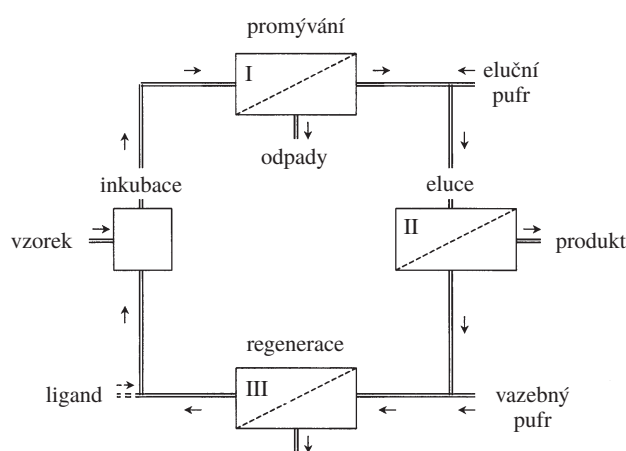 promývání
I
eluční
pufr
odpady
inkubace
eluce
vzorek
II
produkt
regenerace
ligand
III
vazebný
pufr